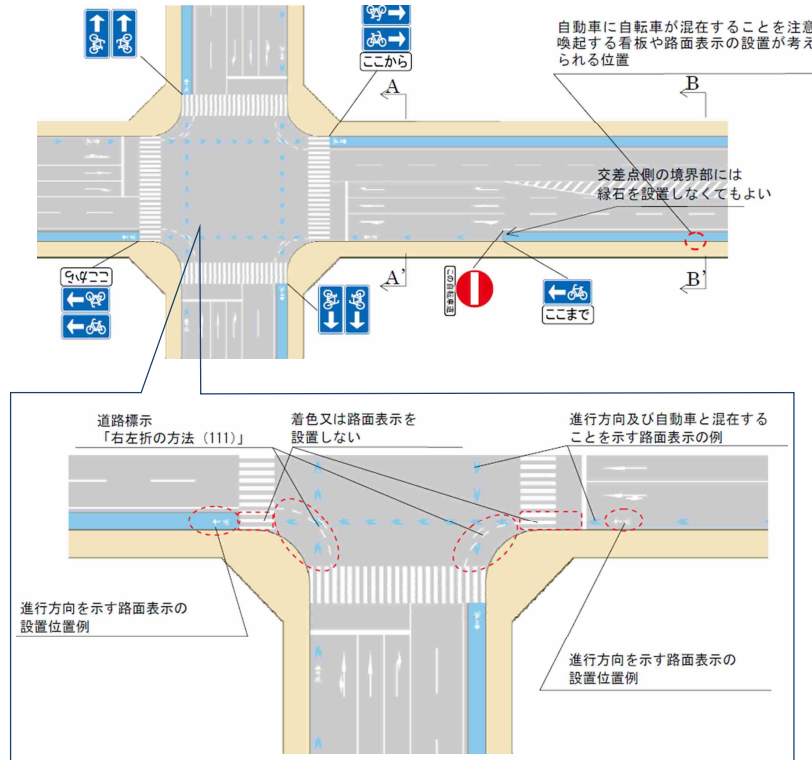 ここから
自動車に自転車が混在することを注意
喚起する看板や路面表示の設置が考え
られる位置
A
B
交差点側の境界部には
縁石を設置しなくてもよい
ここから
A'
この自転車道
ここまで
B'
道路標示
「右左折の方法（111）」
着色又は路面表示を
設置しない
進行方向及び自動車と混在する
ことを示す路面表示の例
進行方向を示す路面表示の
設置位置例
進行方向を示す路面表示の
設置位置例